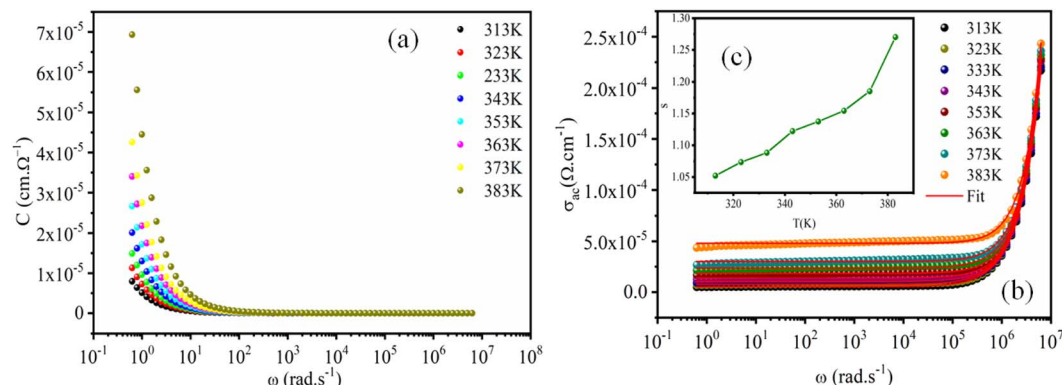 (a)
7x10⁻⁵
6x10⁻⁵
5x10⁻⁵
4x10⁻⁵
3x10⁻⁵
2x10⁻⁵
1x10⁻⁵
0
C (cm.Ω⁻¹)
313K
323K
233K
343K
353K
363K
373K
383K
10⁻¹ 10⁰ 10¹ 10² 10³ 10⁴ 10⁵ 10⁶ 10⁷ 10⁸
ω (rad.s⁻¹)
2.5x10⁻⁴
2.0x10⁻⁴
1.5x10⁻⁴
1.0x10⁻⁴
5.0x10⁻⁵
0.0
σac(Ω.cm⁻¹)
313K
323K
333K
343K
353K
363K
373K
383K
Fit
(c)
1.30
1.25
1.20
1.15
1.10
1.05
s
320 340 360 380
T(K)
(b)
10⁻¹ 10⁰ 10¹ 10² 10³ 10⁴ 10⁵ 10⁶ 10⁷
ω (rad.s⁻¹)